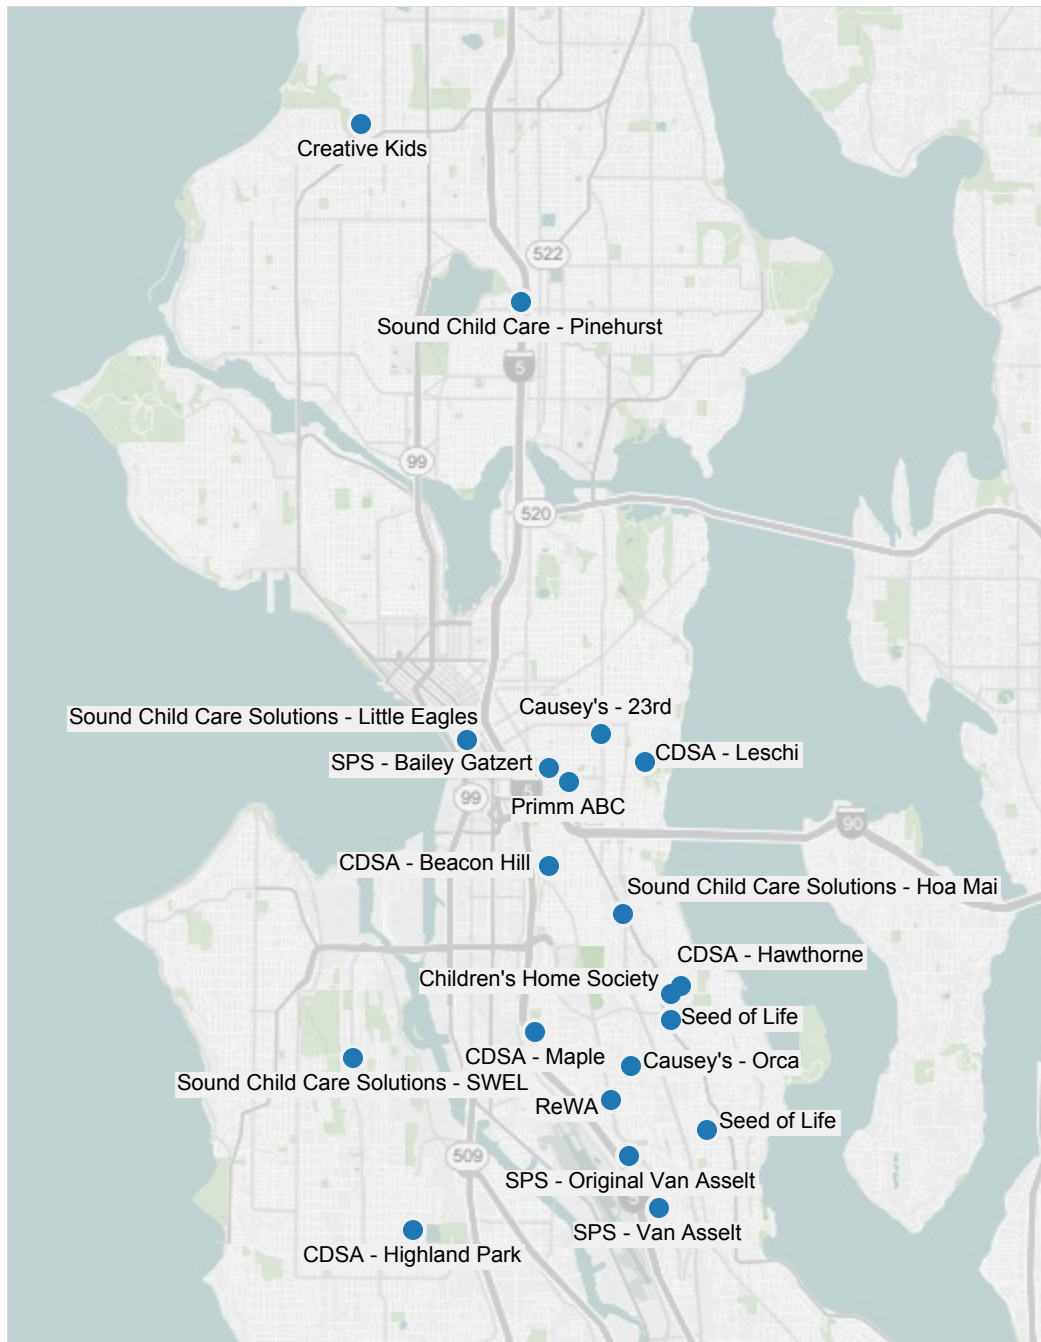 Creative Kids
522
Sound Child Care - Pinehurst
5
99
520
Causey's - 23rd
Sound Child Care Solutions - Little Eagles
CDSA - Leschi
SPS - Bailey Gatzert
5
99
Primm ABC
90
CDSA - Beacon Hill
Sound Child Care Solutions - Hoa Mai
CDSA - Hawthorne
Children's Home Society
Seed of Life
CDSA - Maple
Causey's - Orca
Sound Child Care Solutions - SWEL
ReWA
Seed of Life
509
SPS - Original Van Asselt
5
SPS - Van Asselt
CDSA - Highland Park